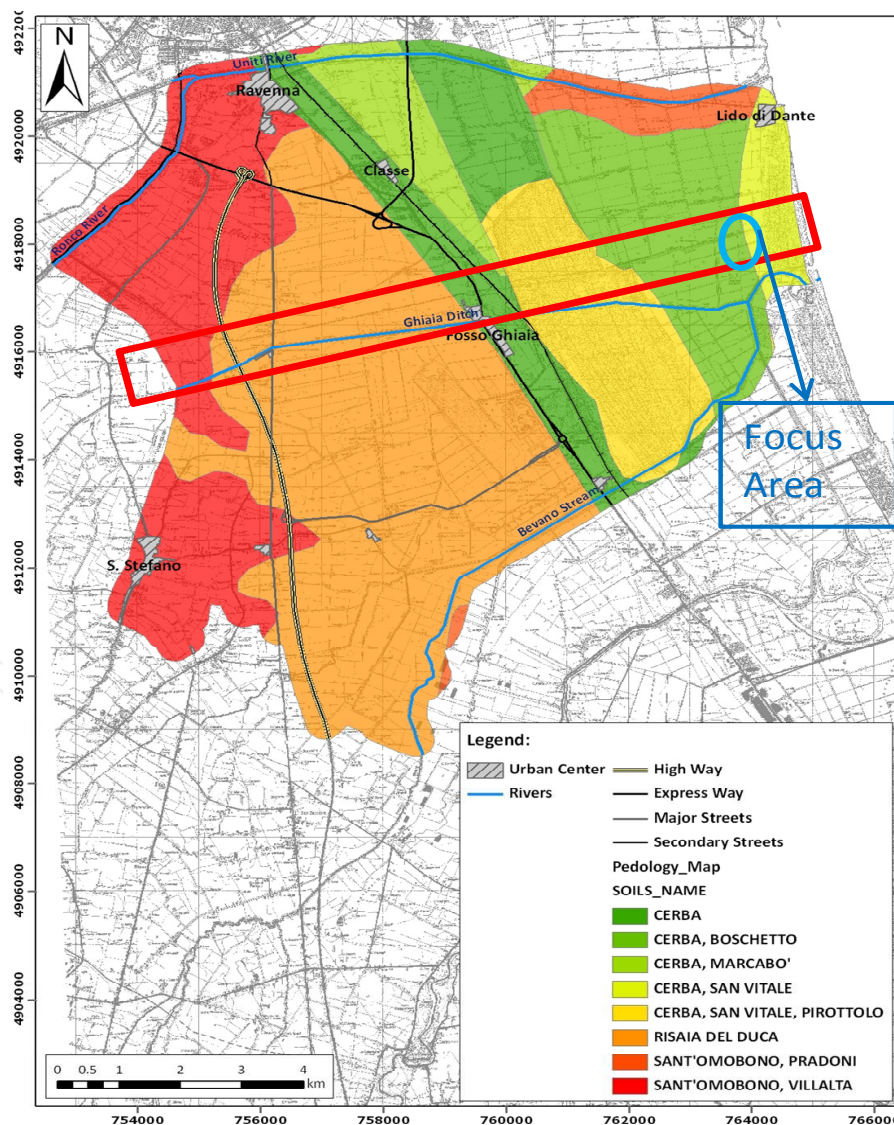 N
Uniti River
Ravenna
Lido di Dante
Classe
Ronco River
Ghiaia Ditch
Fosso Ghiaia
Focus
Area
Bevano Stream
S. Stefano
Legend:
Urban Center
High Way
Rivers
Express Way
Major Streets
Secondary Streets
Pedology_Map
SOILS_NAME
CERBA
CERBA, BOSCHETTO
CERBA, MARCABO'
CERBA, SAN VITALE
CERBA, SAN VITALE, PIROTTOLO
RISAIA DEL DUCA
SANT'OMOBONO, PRADONI
SANT'OMOBONO, VILLALTA
0 0.5 1 2 3 4
km
4920000
4918000
4916000
4914000
4912000
4910000
4908000
4906000
4904000
754000 756000 758000 760000 762000 764000